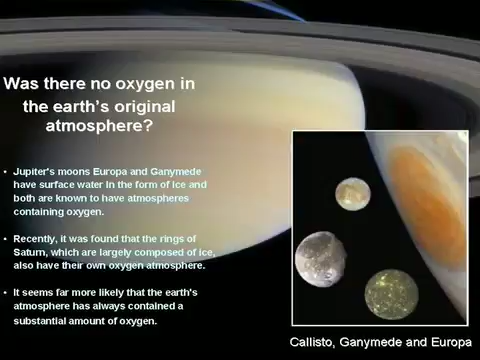 Was there no oxygen in
the earth's original
atmosphere?
• Jupiter's moons Europa and Ganymede
have surface water in the form of ice and
both are known to have atmospheres
containing oxygen.
• Recently, it was found that the rings of
Saturn, which are largely composed of ice,
also have their own oxygen atmosphere.
• It seems far more likely that the earth's
atmosphere has always contained a
substantial amount of oxygen.
Callisto, Ganymede and Europa